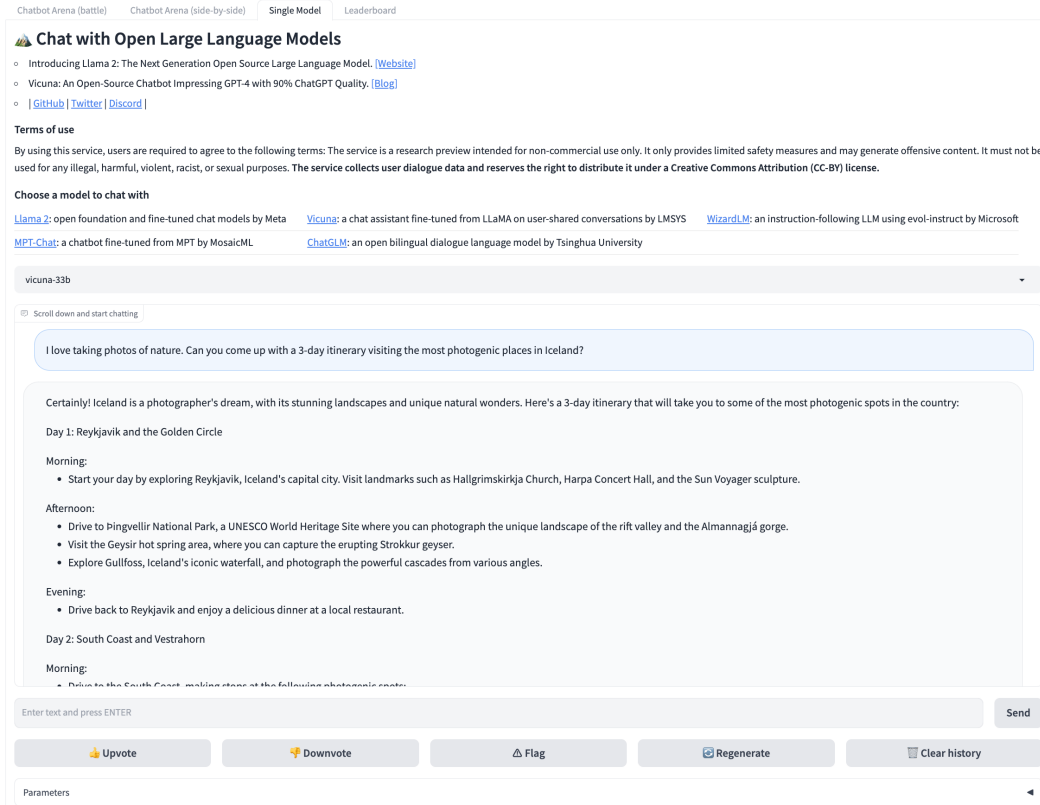 Chatbot Arena (battle) Chatbot Arena (side-by-side) Single Model Leaderboard
🏔️ Chat with Open Large Language Models
Introducing Llama 2: The Next Generation Open Source Large Language Model. [Website]
Vicuna: An Open-Source Chatbot Impressing GPT-4 with 90% ChatGPT Quality. [Blog]
| GitHub | Twitter | Discord |
Terms of use
By using this service, users are required to agree to the following terms: The service is a research preview intended for non-commercial use only. It only provides limited safety measures and may generate offensive content. It must not be
used for any illegal, harmful, violent, racist, or sexual purposes. The service collects user dialogue data and reserves the right to distribute it under a Creative Commons Attribution (CC-BY) license.
Choose a model to chat with
Llama 2: open foundation and fine-tuned chat models by Meta Vicuna: a chat assistant fine-tuned from LLaMA on user-shared conversations by LMSYS WizardLM: an instruction-following LLM using evol-instruct by Microsoft
MPT-Chat: a chatbot fine-tuned from MPT by MosaicML ChatGLM: an open bilingual dialogue language model by Tsinghua University
vicuna-33b
Scroll down and start chatting
I love taking photos of nature. Can you come up with a 3-day itinerary visiting the most photogenic places in Iceland?
Certainly! Iceland is a photographer's dream, with its stunning landscapes and unique natural wonders. Here's a 3-day itinerary that will take you to some of the most photogenic spots in the country:
Day 1: Reykjavik and the Golden Circle
Morning:
• Start your day by exploring Reykjavik, Iceland's capital city. Visit landmarks such as Hallgrimskirkja Church, Harpa Concert Hall, and the Sun Voyager sculpture.
Afternoon:
• Drive to Þingvellir National Park, a UNESCO World Heritage Site where you can photograph the unique landscape of the rift valley and the Almannagjá gorge.
• Visit the Geysir hot spring area, where you can capture the erupting Strokkur geyser.
• Explore Gullfoss, Iceland's iconic waterfall, and photograph the powerful cascades from various angles.
Evening:
• Drive back to Reykjavik and enjoy a delicious dinner at a local restaurant.
Day 2: South Coast and Vestrahorn
Morning:
• Drive to the South Coast, making stops at the following photogenic spots:
Enter text and press ENTER Send
👍 Upvote 👎 Downvote ⚠️ Flag 🔄 Regenerate 🗑️ Clear history
Parameters